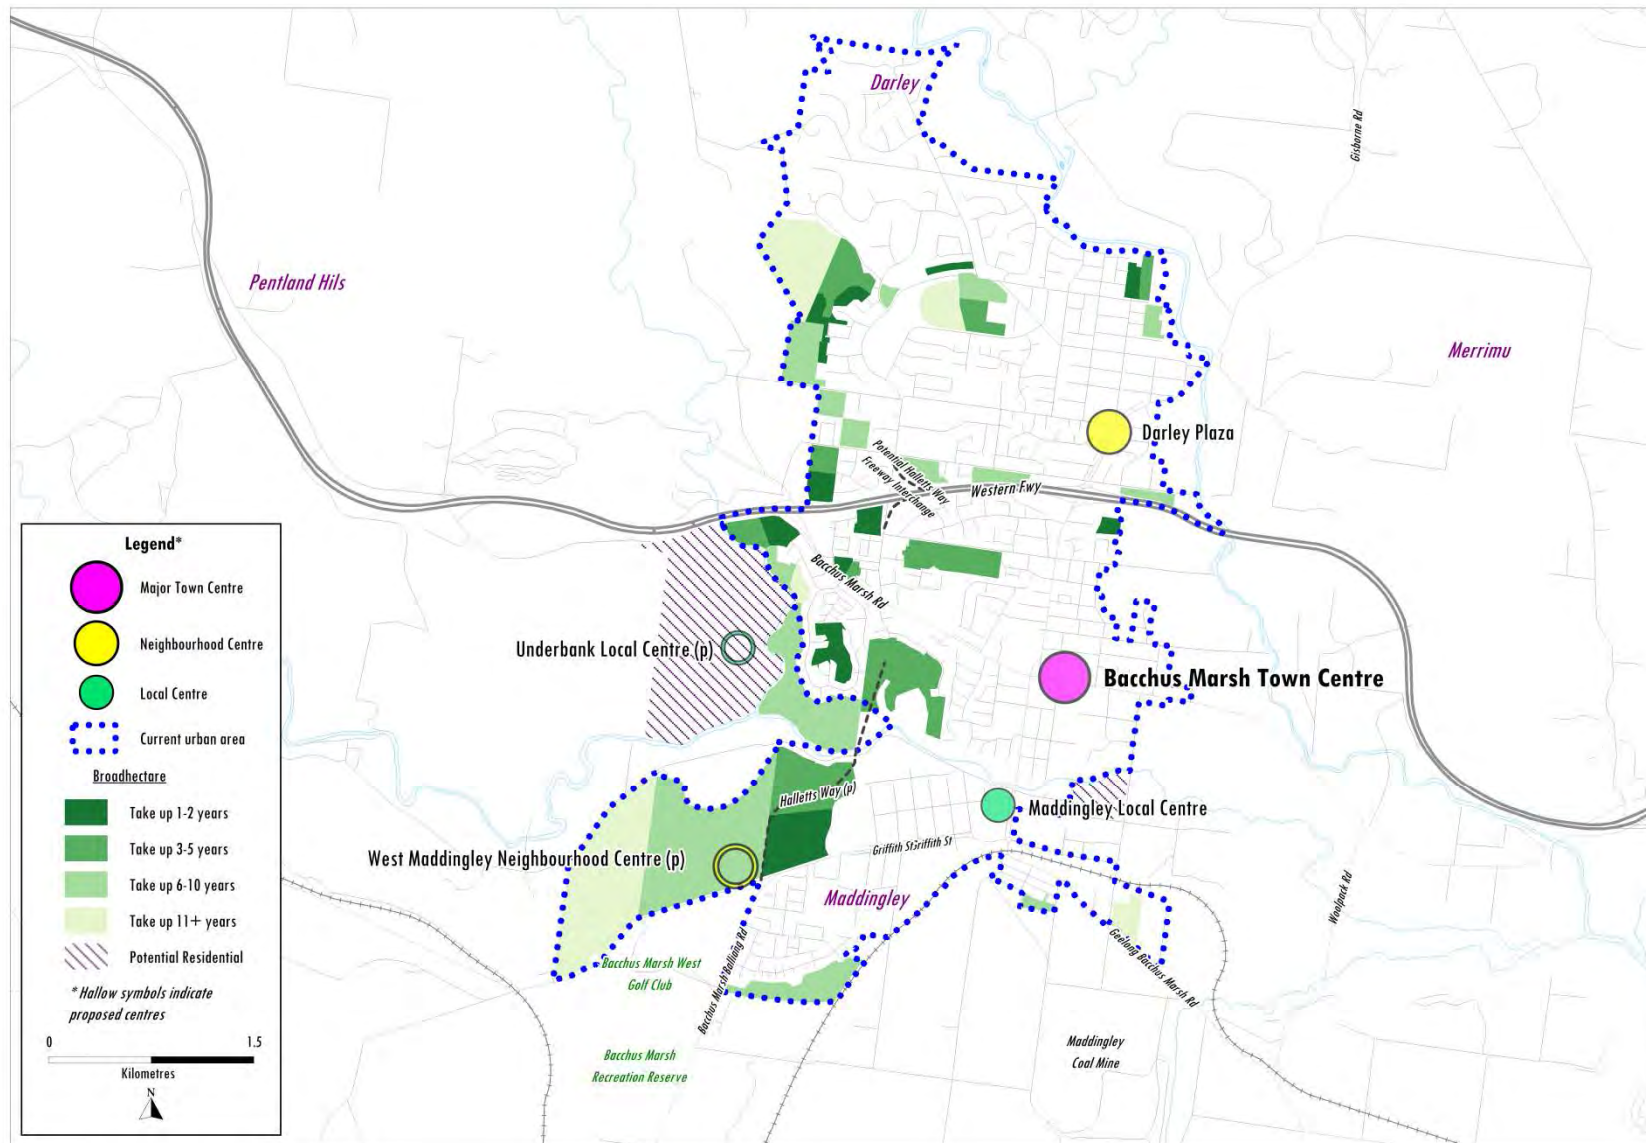 Darley
Gisborne Rd
Pentland Hils
Merrimu
Darley Plaza
Potential Halletts Way
Freeway Interchange
Western Fwy
Bacchus Marsh Rd
Underbank Local Centre (p)
Bacchus Marsh Town Centre
Halletts Way (p)
Maddingley Local Centre
West Maddingley Neighbourhood Centre (p)
Griffith St
Griffith St
Maddingley
Woolpack Rd
Bacchus Marsh Balliang Rd
Geelong Bacchus Marsh Rd
Bacchus Marsh West
Golf Club
Bacchus Marsh
Recreation Reserve
Maddingley
Coal Mine
Legend*
Major Town Centre
Neighbourhood Centre
Local Centre
Current urban area
Broadhectare
Take up 1-2 years
Take up 3-5 years
Take up 6-10 years
Take up 11+ years
Potential Residential
* Hallow symbols indicate
proposed centres
0 1.5
Kilometres
N